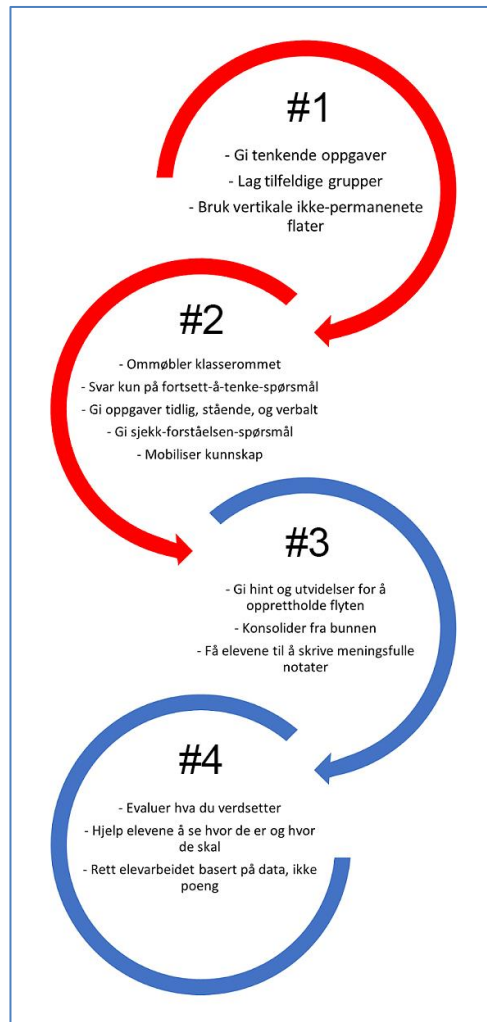 #1
- Gi tenkende oppgaver
- Lag tilfeldige grupper
- Bruk vertikale ikke-permanenete
flater
#2
- Ommøbler klasserommet
- Svar kun på fortsett-å-tenke-spørsmål
- Gi oppgaver tidlig, stående, og verbalt
- Gi sjekk-forståelsen-spørsmål
- Mobiliser kunnskap
#3
- Gi hint og utvidelser for å
opprettholde flyten
- Konsolider fra bunnen
- Få elevene til å skrive meningsfulle
notater
#4
- Evaluer hva du verdsetter
- Hjelp elevene å se hvor de er og hvor
de skal
- Rett elevarbeidet basert på data, ikke
poeng